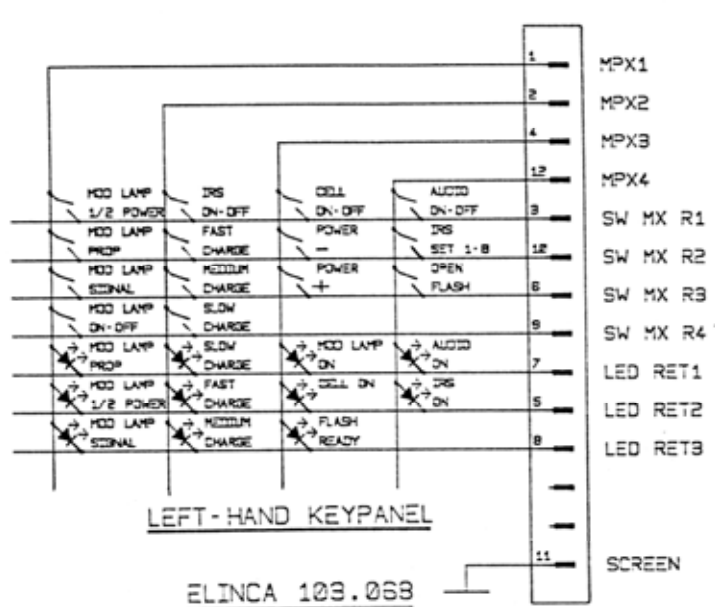 1 MPX1
2 MPX2
4 MPX3
12 MPX4
MOD LAMP IRS CELL AUDIO
1/2 POWER ON-OFF ON-OFF ON-OFF 3 SW MX R1
MOD LAMP FAST POWER IRS
PROP CHARGE - SET 1-8 12 SW MX R2
MOD LAMP MEDIUM POWER OPEN
SIGNAL CHARGE + FLASH 6 SW MX R3
MOD LAMP SLOW
ON-OFF CHARGE 9 SW MX R4
MOD LAMP SLOW MOD LAMP AUDIO
PROP CHARGE ON ON 7 LED RET1
MOD LAMP FAST CELL ON IRS
1/2 POWER CHARGE ON 5 LED RET2
MOD LAMP MEDIUM FLASH
SIGNAL CHARGE READY 8 LED RET3
LEFT-HAND KEYPANEL
11 SCREEN
ELINCA 103.063